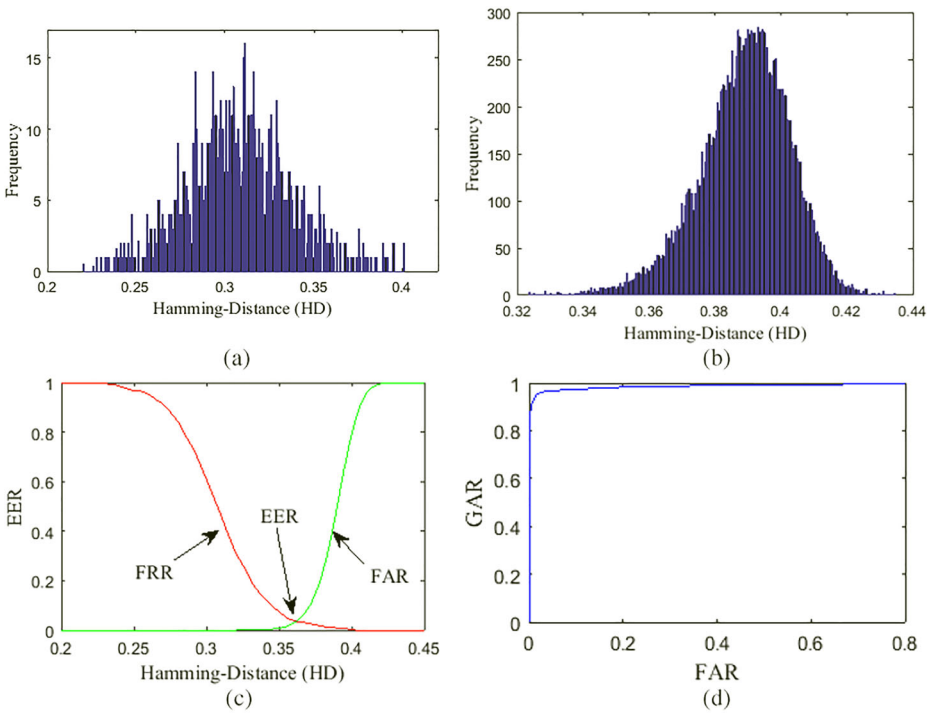 15
10
5
0
Frequency
0.2 0.25 0.3 0.35 0.4
Hamming-Distance (HD)
(a)
300
250
200
150
100
50
0
Frequency
0.32 0.34 0.36 0.38 0.4 0.42 0.44
Hamming-Distance (HD)
(b)
1
0.8
0.6
0.4
0.2
0
EER
EER
FRR
FAR
0.2 0.25 0.3 0.35 0.4 0.45
Hamming-Distance (HD)
(c)
1
0.8
0.6
0.4
0.2
0
GAR
0 0.2 0.4 0.6 0.8
FAR
(d)